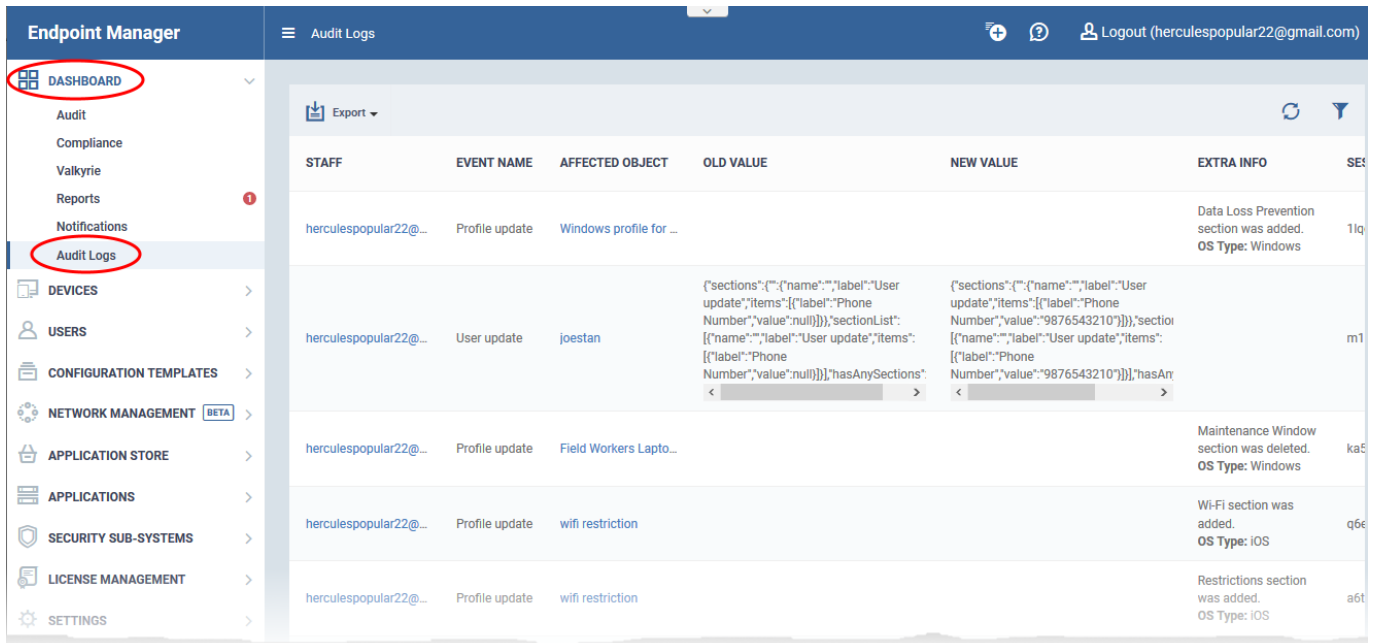 Endpoint Manager
Audit Logs
Logout (herculespopular22@gmail.com)
DASHBOARD
Audit
Compliance
Valkyrie
Reports
1
Notifications
Audit Logs
DEVICES
USERS
CONFIGURATION TEMPLATES
NETWORK MANAGEMENT BETA
APPLICATION STORE
APPLICATIONS
SECURITY SUB-SYSTEMS
LICENSE MANAGEMENT
SETTINGS
Export
STAFF EVENT NAME AFFECTED OBJECT OLD VALUE NEW VALUE EXTRA INFO SES
herculespopular22@... Profile update Windows profile for ...
Data Loss Prevention
section was added.
OS Type: Windows
1lq
herculespopular22@... User update joestan
{"sections":{"":{"name":"","label":"User
update","items":[{"label":"Phone
Number","value":null}]}},"sectionList":
[{"name":"","label":"User update","items":
[{"label":"Phone
Number","value":null}]}],"hasAnySections":
{"sections":{"":{"name":"","label":"User
update","items":[{"label":"Phone
Number","value":"9876543210"}]}},"section
[{"name":"","label":"User update","items":
[{"label":"Phone
Number","value":"9876543210"}]}],"hasAn
m1
herculespopular22@... Profile update Field Workers Lapto...
Maintenance Window
section was deleted.
OS Type: Windows
ka5
herculespopular22@... Profile update wifi restriction
Wi-Fi section was
added.
OS Type: iOS
q6e
herculespopular22@... Profile update wifi restriction
Restrictions section
was added.
OS Type: iOS
a6t